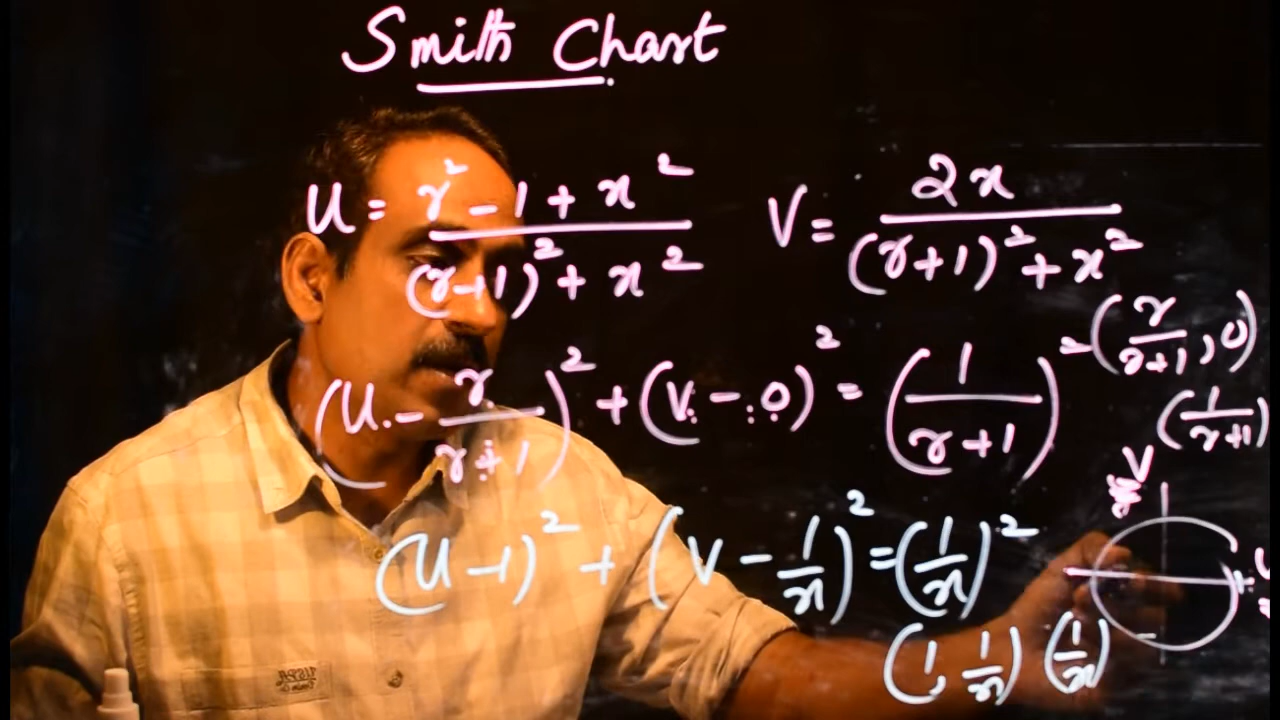 Smith Chart
U = (r² - 1 + x²) / ((r+1)² + x²)   V = 2x / ((r+1)² + x²)
(r/(r+1), 0)
(U - r/(r+1))² + (V - 0)² = (1/(r+1))²
(1/(r+1))
V
(U - 1)² + (V - 1/x)² = (1/x)²
(1, 1/x) (1/x)